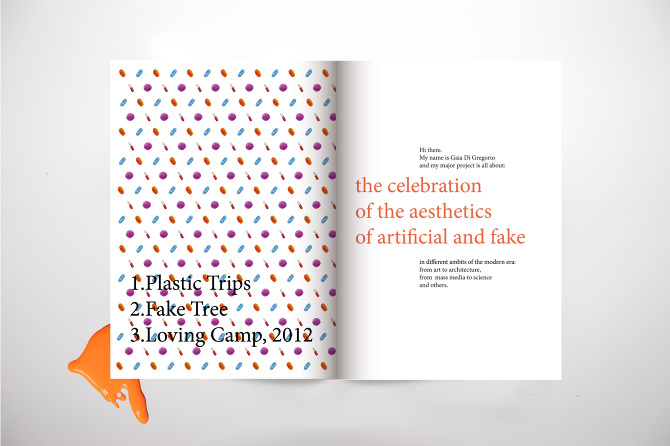 1.Plastic Trips
2.Fake Tree
3.Loving Camp, 2012
Hi there.
My name is Gaia Di Gregorio
and my major project is all about:
the celebration
of the aesthetics
of artificial and fake
in different ambits of the modern era:
from art to architecture,
from mass media to science
and others.